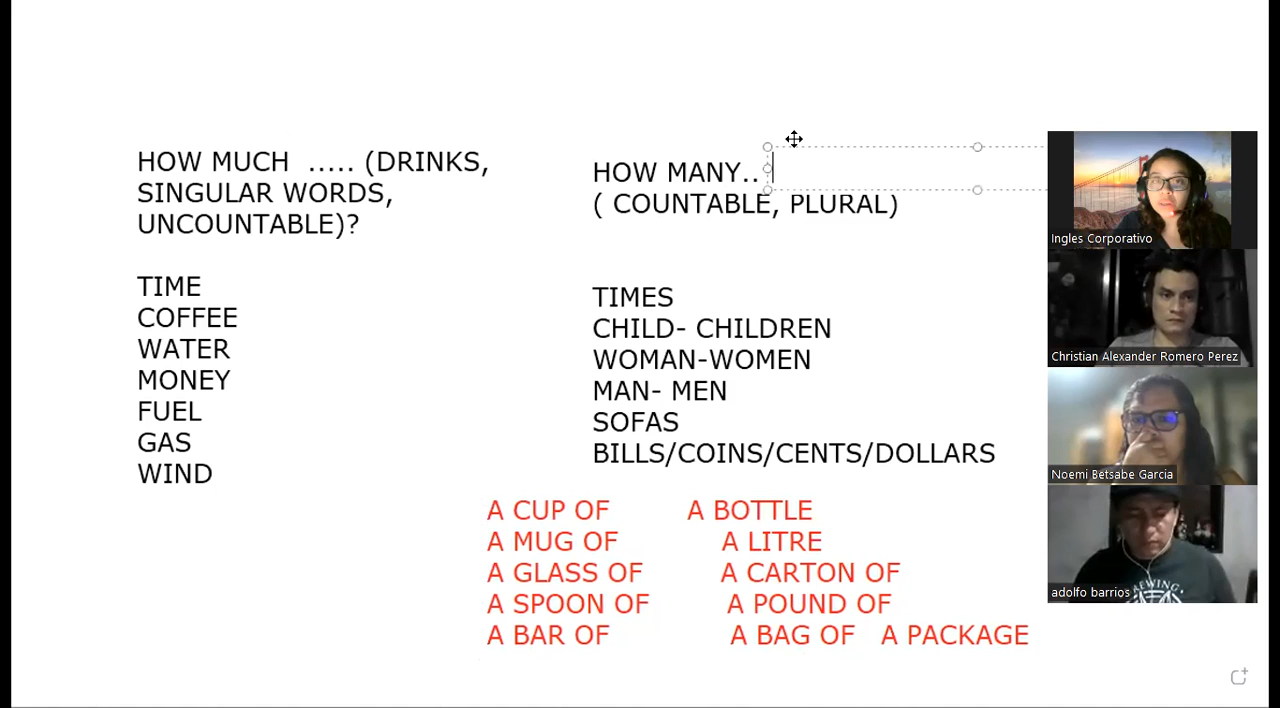 HOW MUCH ..... (DRINKS,
SINGULAR WORDS,
UNCOUNTABLE)?
TIME
COFFEE
WATER
MONEY
FUEL
GAS
WIND
HOW MANY..
( COUNTABLE, PLURAL)
TIMES
CHILD- CHILDREN
WOMAN-WOMEN
MAN- MEN
SOFAS
BILLS/COINS/CENTS/DOLLARS
A CUP OF A BOTTLE
A MUG OF A LITRE
A GLASS OF A CARTON OF
A SPOON OF A POUND OF
A BAR OF A BAG OF A PACKAGE
Ingles Corporativo
Christian Alexander Romero Perez
Noemi Betsabe Garcia
adolfo barrios